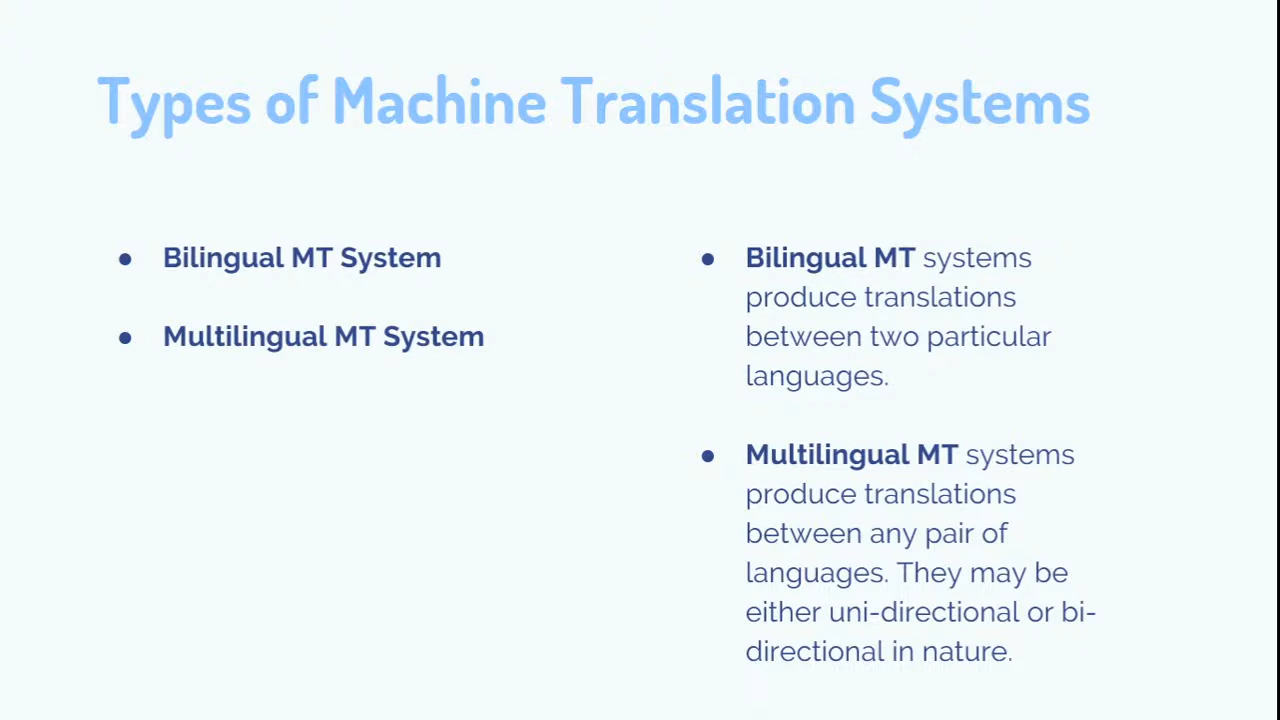 Types of Machine Translation Systems
● Bilingual MT System
● Multilingual MT System
● Bilingual MT systems
produce translations
between two particular
languages.
● Multilingual MT systems
produce translations
between any pair of
languages. They may be
either uni-directional or bi-
directional in nature.